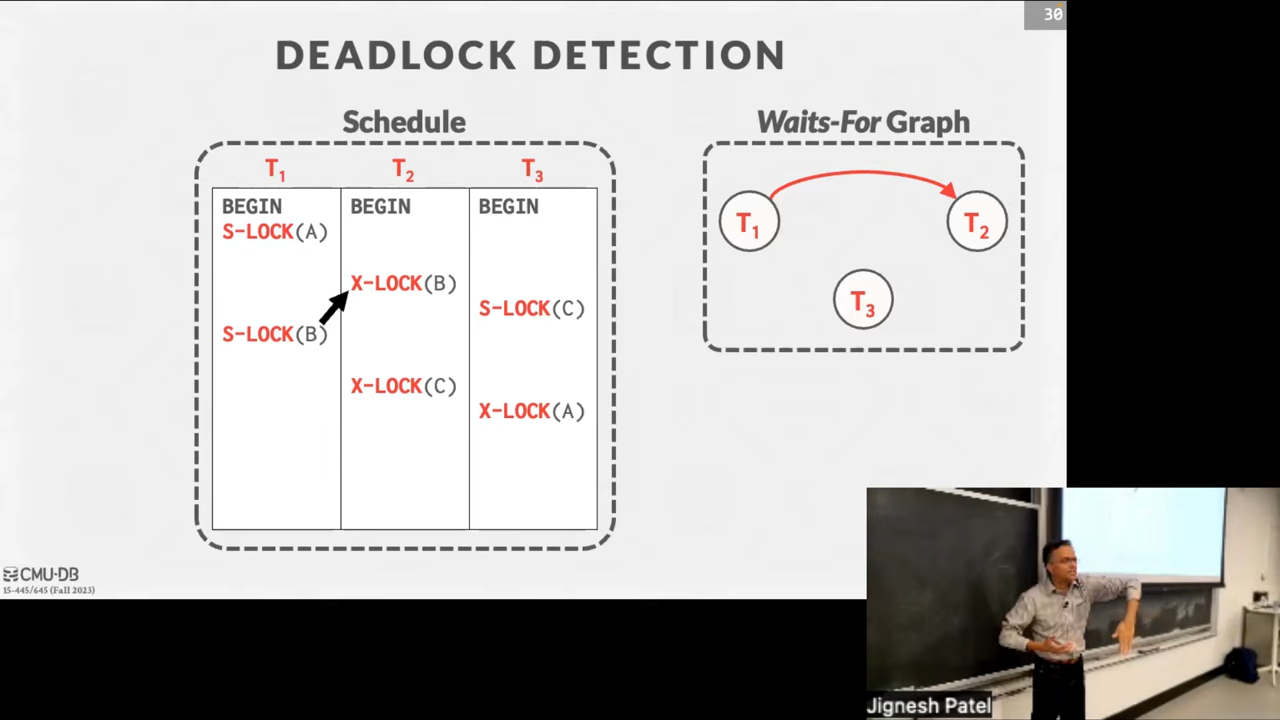 30
DEADLOCK DETECTION
Schedule
T1 T2 T3
BEGIN BEGIN BEGIN
S-LOCK(A)
X-LOCK(B)
S-LOCK(C)
S-LOCK(B)
X-LOCK(C)
X-LOCK(A)
Waits-For Graph
T1 T2
T3
CMU·DB
15-445/645 (Fall 2023)
Jignesh Patel